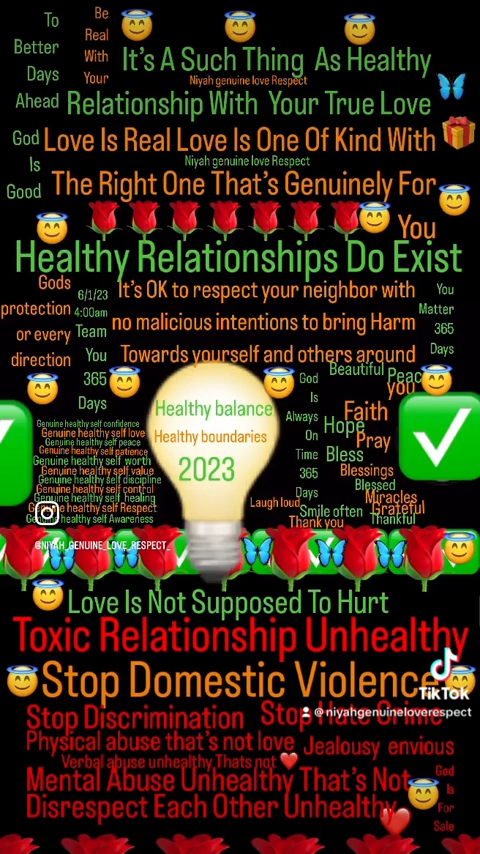 To
Better
Days
Ahead
Be
Real
With
Your
It's A Such Thing As Healthy
Niyah genuine love Respect
Relationship With Your True Love
God
Is
Good
Love Is Real Love Is One Of Kind With
Niyah genuine love Respect
The Right One That's Genuinely For
You
Healthy Relationships Do Exist
Gods
protection
or every
direction
6/1/23
4:00am
Team
You
365
Days
It's OK to respect your neighbor with
no malicious intentions to bring Harm
Towards yourself and others around
you
You
Matter
365
Days
God
Is
Always
On
Time
365
Days
Beautiful
Peac
Faith
Hope
Pray
Bless
Blessings
Blessed
Miracles
Grateful
Thankful
Laugh loud
Smile often
Thank you
Genuine healthy self confidence
Genuine healthy self love
Genuine healthy self peace
Genuine healthy self patience
Genuine healthy self worth
Genuine healthy self value
Genuine healthy self discipline
Genuine healthy self control
Genuine healthy self healing
Genuine healthy self Respect
Genuine healthy self Awareness
Healthy balance
Healthy boundaries
2023
@NIYAH_GENUINE_LOVE_RESPECT_
Love Is Not Supposed To Hurt
Toxic Relationship Unhealthy
Stop Domestic Violence
TikTok
@niyahgenuineloverespect
Stop Discrimination
Stop Hate Crime
Physical abuse that's not love
Jealousy envious
Verbal abuse unhealthy Thats not
Mental Abuse Unhealthy That's Not
Disrespect Each Other Unhealthy
God
Is
For
Sale